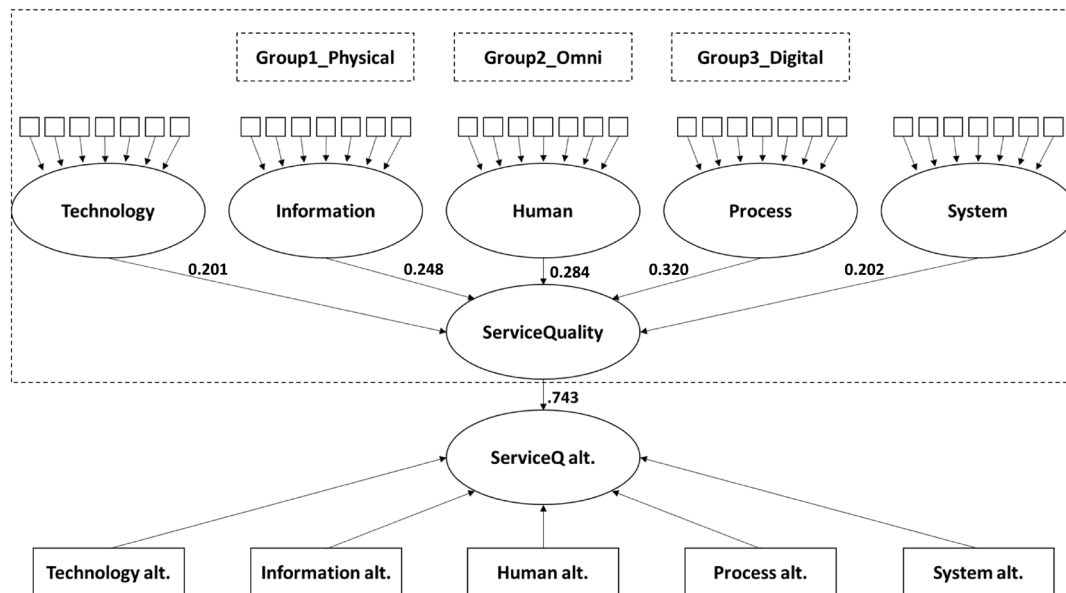 Group1_Physical
Group2_Omni
Group3_Digital
Technology
Information
Human
Process
System
0.201
0.248
0.284
0.320
0.202
ServiceQuality
.743
ServiceQ alt.
Technology alt.
Information alt.
Human alt.
Process alt.
System alt.